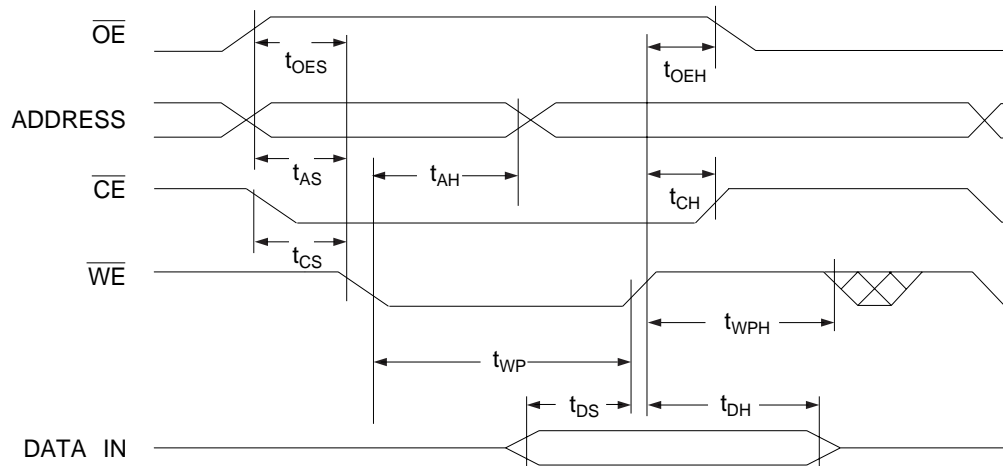 OE
tOES
tOEH
ADDRESS
tAS
tAH
CE
tCH
tCS
WE
tWPH
tWP
tDS
tDH
DATA IN